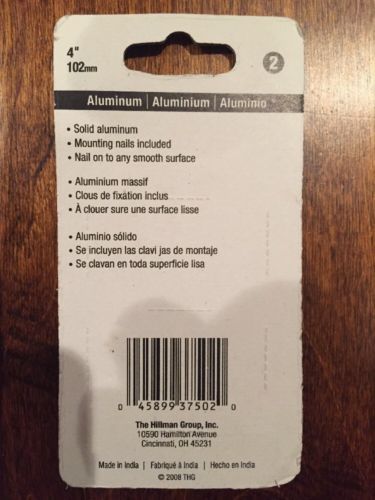 4"
102mm
2
Aluminum | Aluminium | Aluminio
• Solid aluminum
• Mounting nails included
• Nail on to any smooth surface
• Aluminium massif
• Clous de fixàtion inclus
• À clouer sure une surface lisse
• Aluminio sólido
• Se incluyen las clavi jas de montaje
• Se clavan en toda superficie lisa
0 45899 37502 0
The Hillman Group, Inc.
10590 Hamilton Avenue
Cincinnati, OH 45231
Made in India | Fabriqué à India | Hecho en India
© 2008 THG